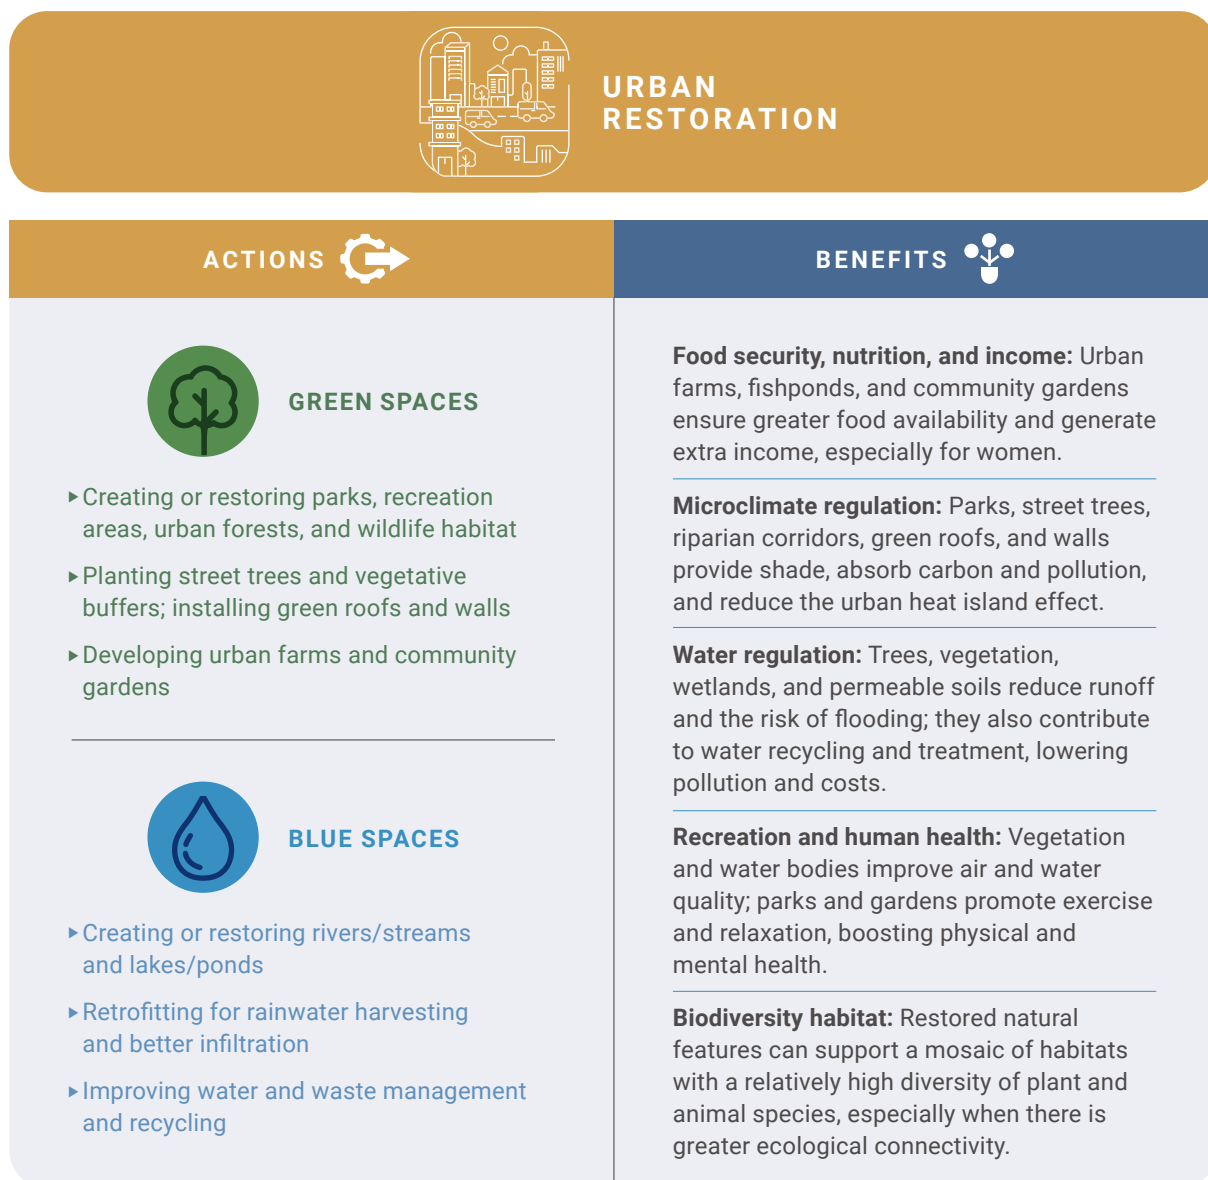 URBAN
RESTORATION
ACTIONS
BENEFITS
GREEN SPACES
▸Creating or restoring parks, recreation
areas, urban forests, and wildlife habitat
▸Planting street trees and vegetative
buffers; installing green roofs and walls
▸Developing urban farms and community
gardens
BLUE SPACES
▸Creating or restoring rivers/streams
and lakes/ponds
▸Retrofitting for rainwater harvesting
and better infiltration
▸Improving water and waste management
and recycling
Food security, nutrition, and income: Urban
farms, fishponds, and community gardens
ensure greater food availability and generate
extra income, especially for women.
Microclimate regulation: Parks, street trees,
riparian corridors, green roofs, and walls
provide shade, absorb carbon and pollution,
and reduce the urban heat island effect.
Water regulation: Trees, vegetation,
wetlands, and permeable soils reduce runoff
and the risk of flooding; they also contribute
to water recycling and treatment, lowering
pollution and costs.
Recreation and human health: Vegetation
and water bodies improve air and water
quality; parks and gardens promote exercise
and relaxation, boosting physical and
mental health.
Biodiversity habitat: Restored natural
features can support a mosaic of habitats
with a relatively high diversity of plant and
animal species, especially when there is
greater ecological connectivity.